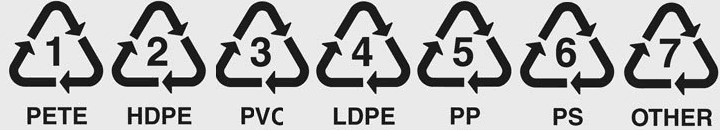 1 2 3 4 5 6 7
PETE HDPE PVC LDPE PP PS OTHER